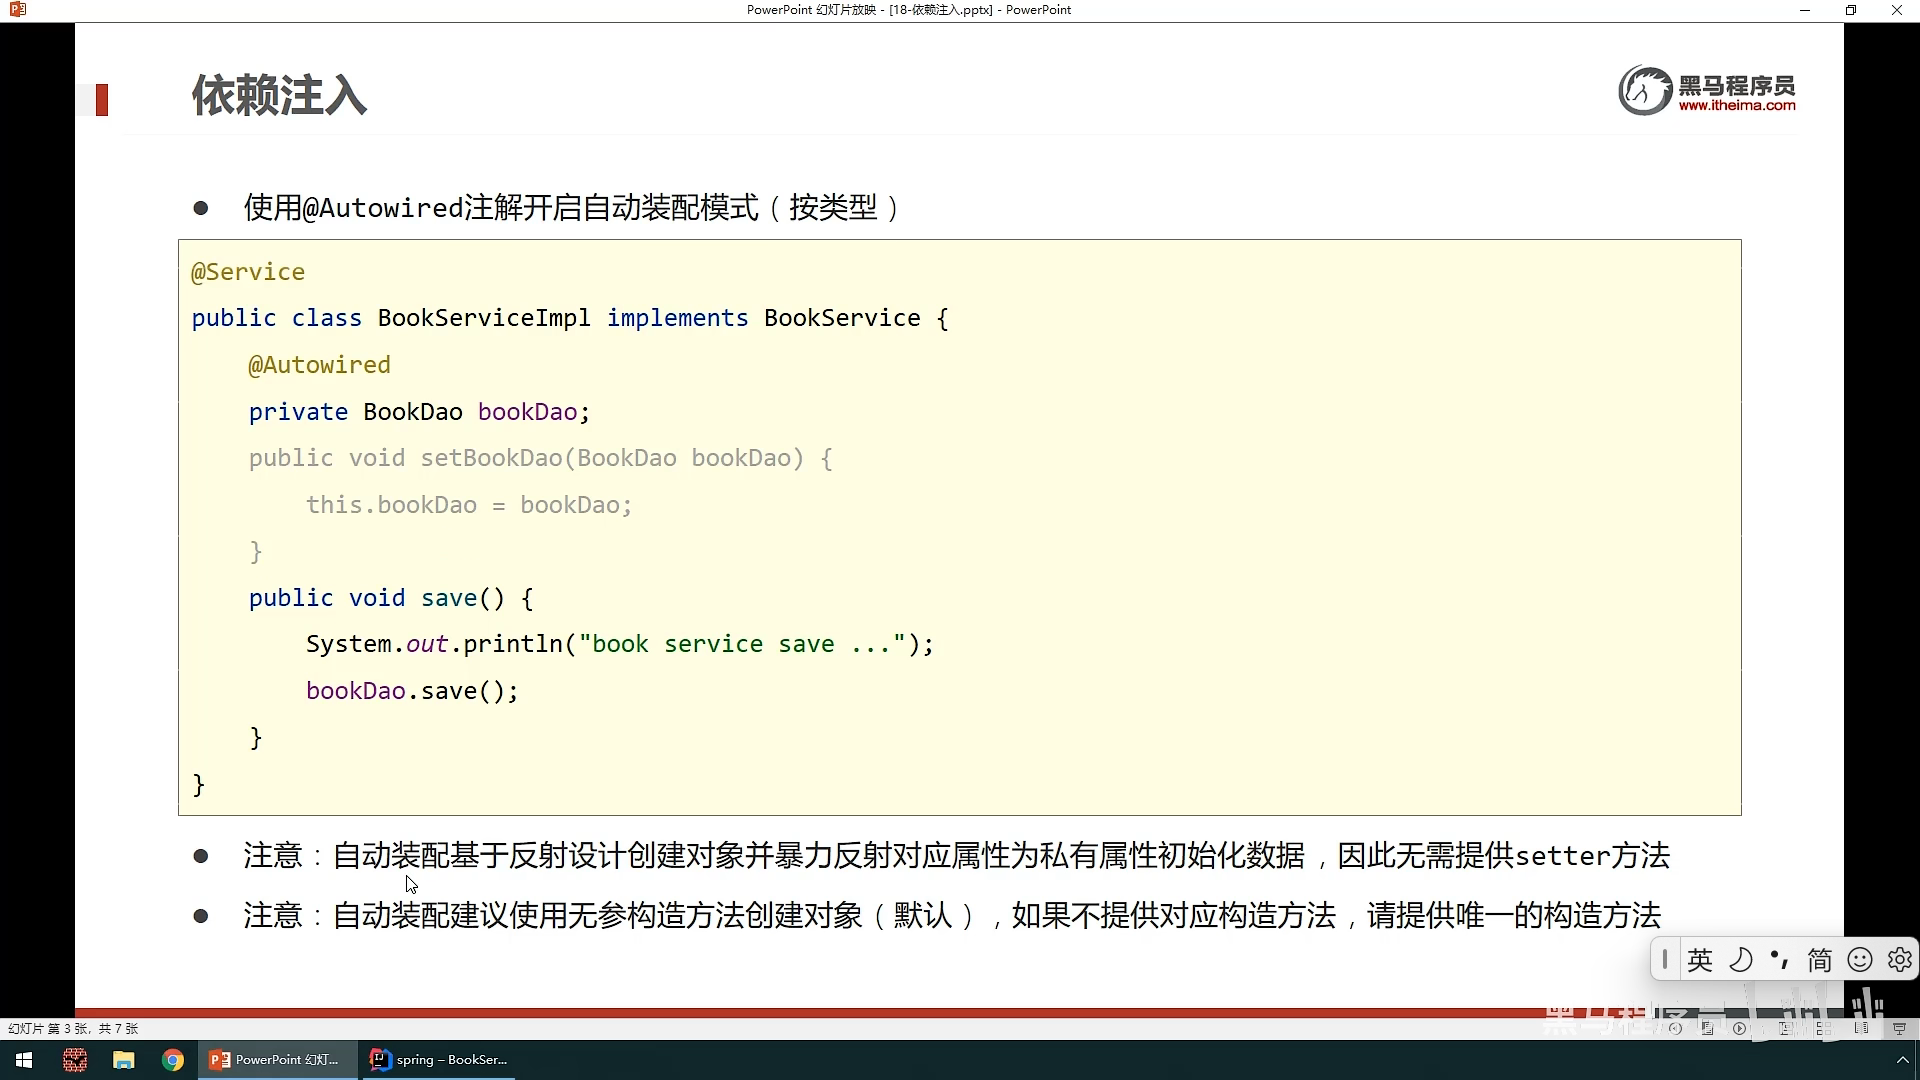 PowerPoint 幻灯片放映 - [18-依赖注入.pptx] - PowerPoint
依赖注入
黑马程序员
www.itheima.com
● 使用@Autowired注解开启自动装配模式（按类型）
@Service
public class BookServiceImpl implements BookService {
    @Autowired
    private BookDao bookDao;
    public void setBookDao(BookDao bookDao) {
        this.bookDao = bookDao;
    }
    public void save() {
        System.out.println("book service save ...");
        bookDao.save();
    }
}
● 注意：自动装配基于反射设计创建对象并暴力反射对应属性为私有属性初始化数据，因此无需提供setter方法
● 注意：自动装配建议使用无参构造方法创建对象（默认），如果不提供对应构造方法，请提供唯一的构造方法
英 简
黑马程序员
幻灯片 第 3 张，共 7 张
PowerPoint 幻灯...
spring – BookSer...